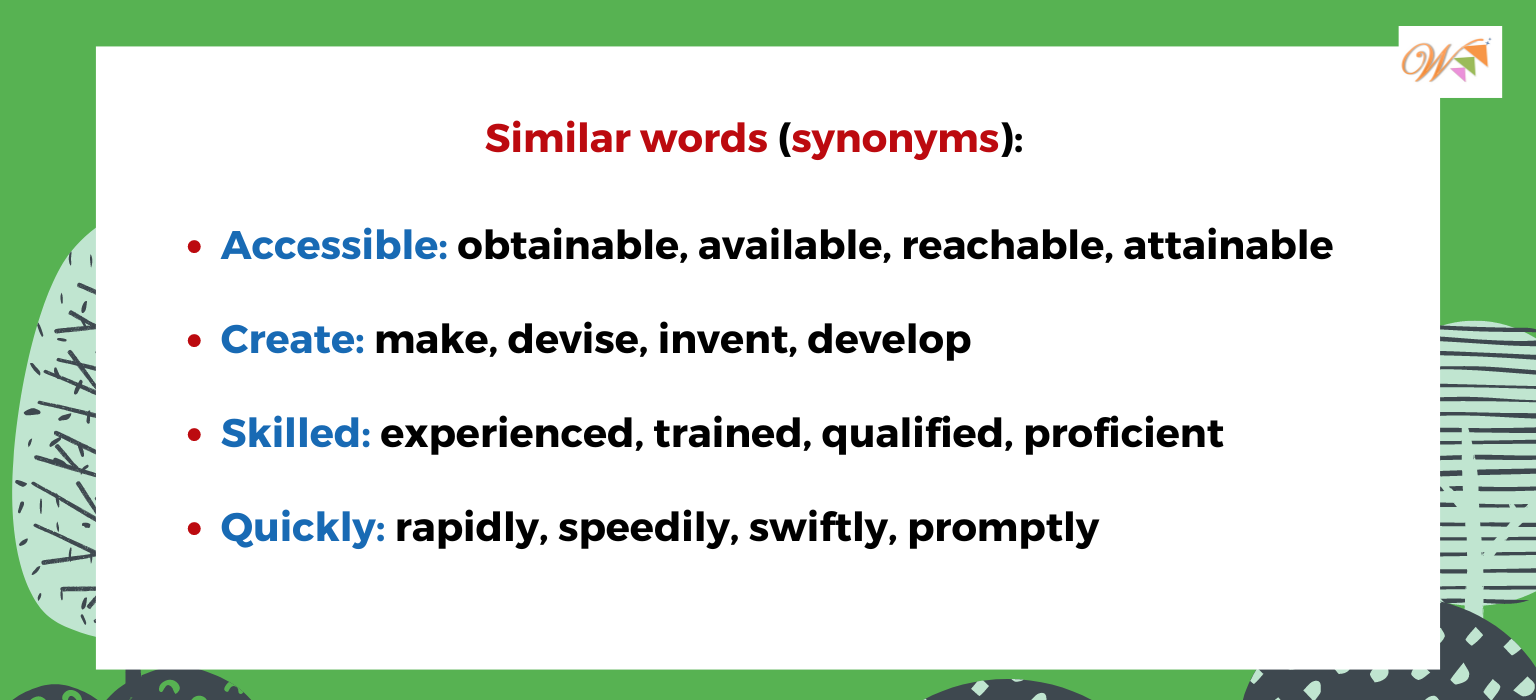 Similar words (synonyms):
• Accessible: obtainable, available, reachable, attainable
• Create: make, devise, invent, develop
• Skilled: experienced, trained, qualified, proficient
• Quickly: rapidly, speedily, swiftly, promptly
W